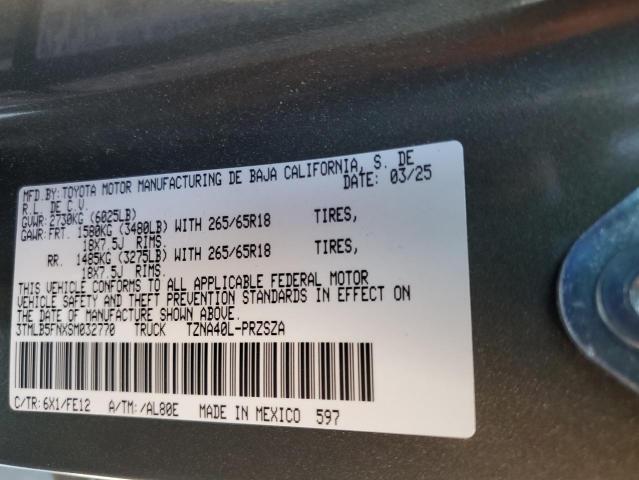 MFD.BY:TOYOTA MOTOR MANUFACTURING DE BAJA CALIFORNIA, S. DE
R.L. DE C.V. DATE: 03/25
GVWR: 2730KG (6025LB)
GAWR: FRT. 1580KG (3480LB) WITH 265/65R18 TIRES,
18X7.5J RIMS.
RR. 1485KG (3275LB) WITH 265/65R18 TIRES,
18X7.5J RIMS.
THIS VEHICLE CONFORMS TO ALL APPLICABLE FEDERAL MOTOR
VEHICLE SAFETY AND THEFT PREVENTION STANDARDS IN EFFECT ON THE
DATE OF MANUFACTURE SHOWN ABOVE.
3TMLB5FNXSM032770 TRUCK TZNA40L-PRZSZA
C/TR: 6X1/FE12 A/TM: /AL80E MADE IN MEXICO 597